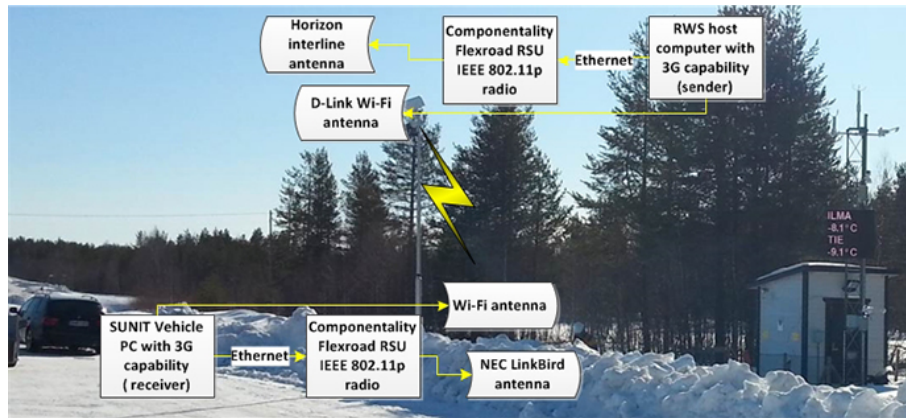 Horizon
interline
antenna
Componentality
Flexroad RSU
IEEE 802.11p
radio
Ethernet
RWS host
computer with
3G capability
(sender)
D-Link Wi-Fi
antenna
ILMA
-8.1°C
TIE
-9.1°C
Wi-Fi antenna
SUNIT Vehicle
PC with 3G
capability
( receiver)
Ethernet
Componentality
Flexroad RSU
IEEE 802.11p
radio
NEC LinkBird
antenna